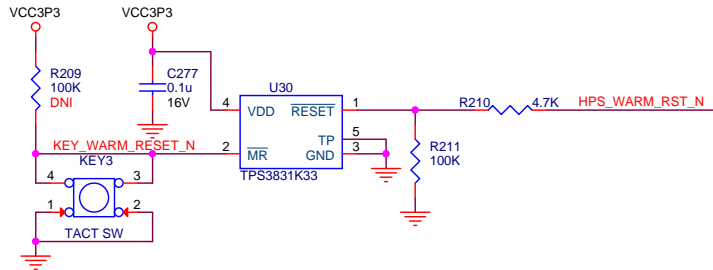 VCC3P3 VCC3P3
R209
100K
DNI
C277
0.1u
16V
U30
4 VDD RESET 1
TP 5
2 MR GND 3
TPS3831K33
R210 4.7K HPS_WARM_RST_N
R211
100K
KEY_WARM_RESET_N
KEY3
4 3
1 2
TACT SW